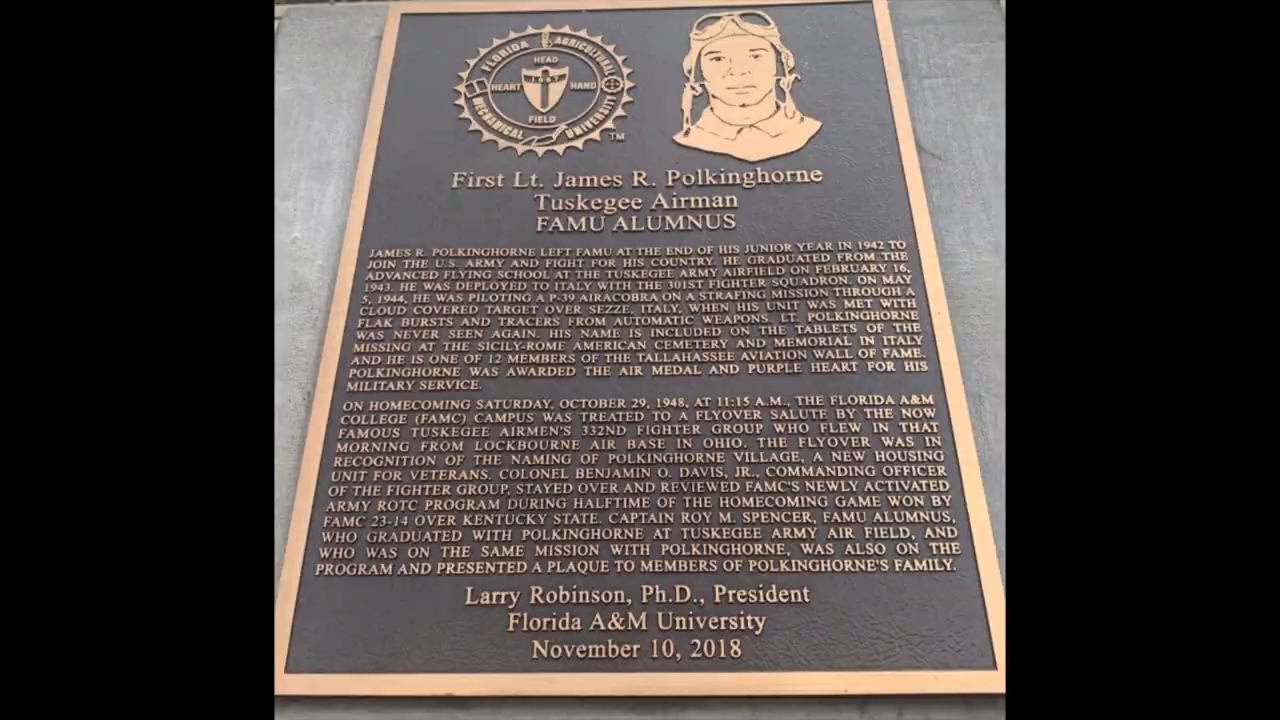 FLORIDA AGRICULTURAL
HEAD
HEART 1887 HAND
FIELD
MECHANICAL UNIVERSITY
TM
First Lt. James R. Polkinghorne
Tuskegee Airman
FAMU ALUMNUS
JAMES R. POLKINGHORNE LEFT FAMU AT THE END OF HIS JUNIOR YEAR IN 1942 TO
JOIN THE U.S. ARMY AND FIGHT FOR HIS COUNTRY. HE GRADUATED FROM THE
ADVANCED FLYING SCHOOL AT THE TUSKEGEE ARMY AIRFIELD ON FEBRUARY 16,
1943. HE WAS DEPLOYED TO ITALY WITH THE 301ST FIGHTER SQUADRON. ON MAY
5, 1944, HE WAS PILOTING A P-39 AIRACOBRA ON A STRAFING MISSION THROUGH A
CLOUD COVERED TARGET OVER SEZZE, ITALY, WHEN HIS UNIT WAS MET WITH
FLAK BURSTS AND TRACERS FROM AUTOMATIC WEAPONS. LT. POLKINGHORNE
WAS NEVER SEEN AGAIN. HIS NAME IS INCLUDED ON THE TABLETS OF THE
MISSING AT THE SICILY-ROME AMERICAN CEMETERY AND MEMORIAL IN ITALY
AND HE IS ONE OF 12 MEMBERS OF THE TALLAHASSEE AVIATION WALL OF FAME.
POLKINGHORNE WAS AWARDED THE AIR MEDAL AND PURPLE HEART FOR HIS
MILITARY SERVICE.
ON HOMECOMING SATURDAY, OCTOBER 29, 1948, AT 11:15 A.M., THE FLORIDA A&M
COLLEGE (FAMC) CAMPUS WAS TREATED TO A FLYOVER SALUTE BY THE NOW
FAMOUS TUSKEGEE AIRMEN'S 332ND FIGHTER GROUP WHO FLEW IN THAT
MORNING FROM LOCKBOURNE AIR BASE IN OHIO. THE FLYOVER WAS IN
RECOGNITION OF THE NAMING OF POLKINGHORNE VILLAGE, A NEW HOUSING
UNIT FOR VETERANS. COLONEL BENJAMIN O. DAVIS, JR., COMMANDING OFFICER
OF THE FIGHTER GROUP, STAYED OVER AND REVIEWED FAMC'S NEWLY ACTIVATED
ARMY ROTC PROGRAM DURING HALFTIME OF THE HOMECOMING GAME WON BY
FAMC 23-14 OVER KENTUCKY STATE. CAPTAIN ROY M. SPENCER, FAMU ALUMNUS,
WHO GRADUATED WITH POLKINGHORNE AT TUSKEGEE ARMY AIR FIELD, AND
WHO WAS ON THE SAME MISSION WITH POLKINGHORNE, WAS ALSO ON THE
PROGRAM AND PRESENTED A PLAQUE TO MEMBERS OF POLKINGHORNE'S FAMILY.
Larry Robinson, Ph.D., President
Florida A&M University
November 10, 2018